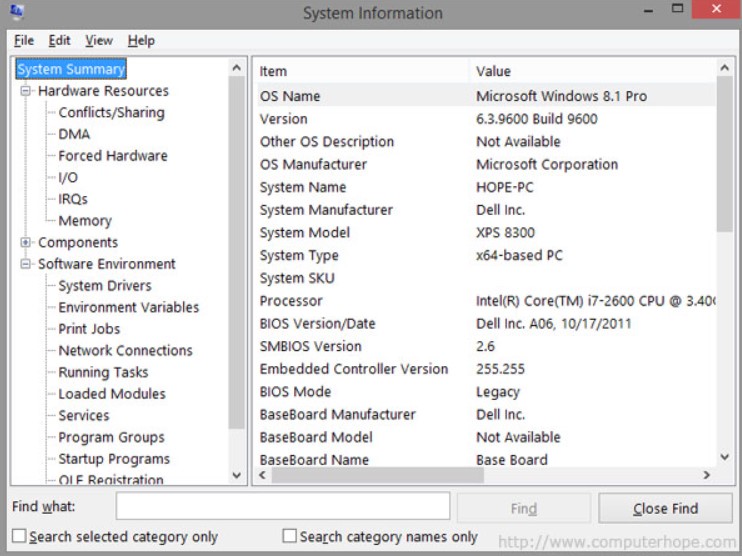 System Information
File Edit View Help
System Summary
Hardware Resources
Conflicts/Sharing
DMA
Forced Hardware
I/O
IRQs
Memory
Components
Software Environment
System Drivers
Environment Variables
Print Jobs
Network Connections
Running Tasks
Loaded Modules
Services
Program Groups
Startup Programs
OLE Registration
Item Value
OS Name Microsoft Windows 8.1 Pro
Version 6.3.9600 Build 9600
Other OS Description Not Available
OS Manufacturer Microsoft Corporation
System Name HOPE-PC
System Manufacturer Dell Inc.
System Model XPS 8300
System Type x64-based PC
System SKU
Processor Intel(R) Core(TM) i7-2600 CPU @ 3.40
BIOS Version/Date Dell Inc. A06, 10/17/2011
SMBIOS Version 2.6
Embedded Controller Version 255.255
BIOS Mode Legacy
BaseBoard Manufacturer Dell Inc.
BaseBoard Model Not Available
BaseBoard Name Base Board
Find what: Find Close Find
Search selected category only Search category names only
http://www.computerhope.com